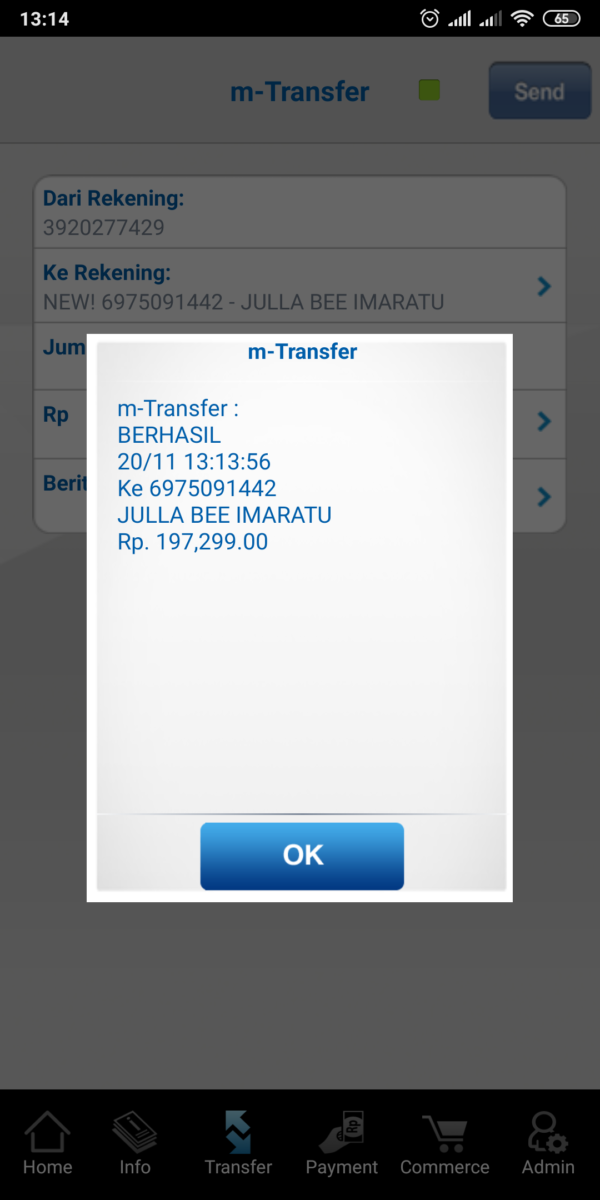 13:14
65
m-Transfer
Send
Dari Rekening:
3920277429
Ke Rekening:
NEW! 6975091442 - JULLA BEE IMARATU
Jum
Rp
Berit
m-Transfer
m-Transfer :
BERHASIL
20/11 13:13:56
Ke 6975091442
JULLA BEE IMARATU
Rp. 197,299.00
OK
Rp
Home
Info
Transfer
Payment
Commerce
Admin